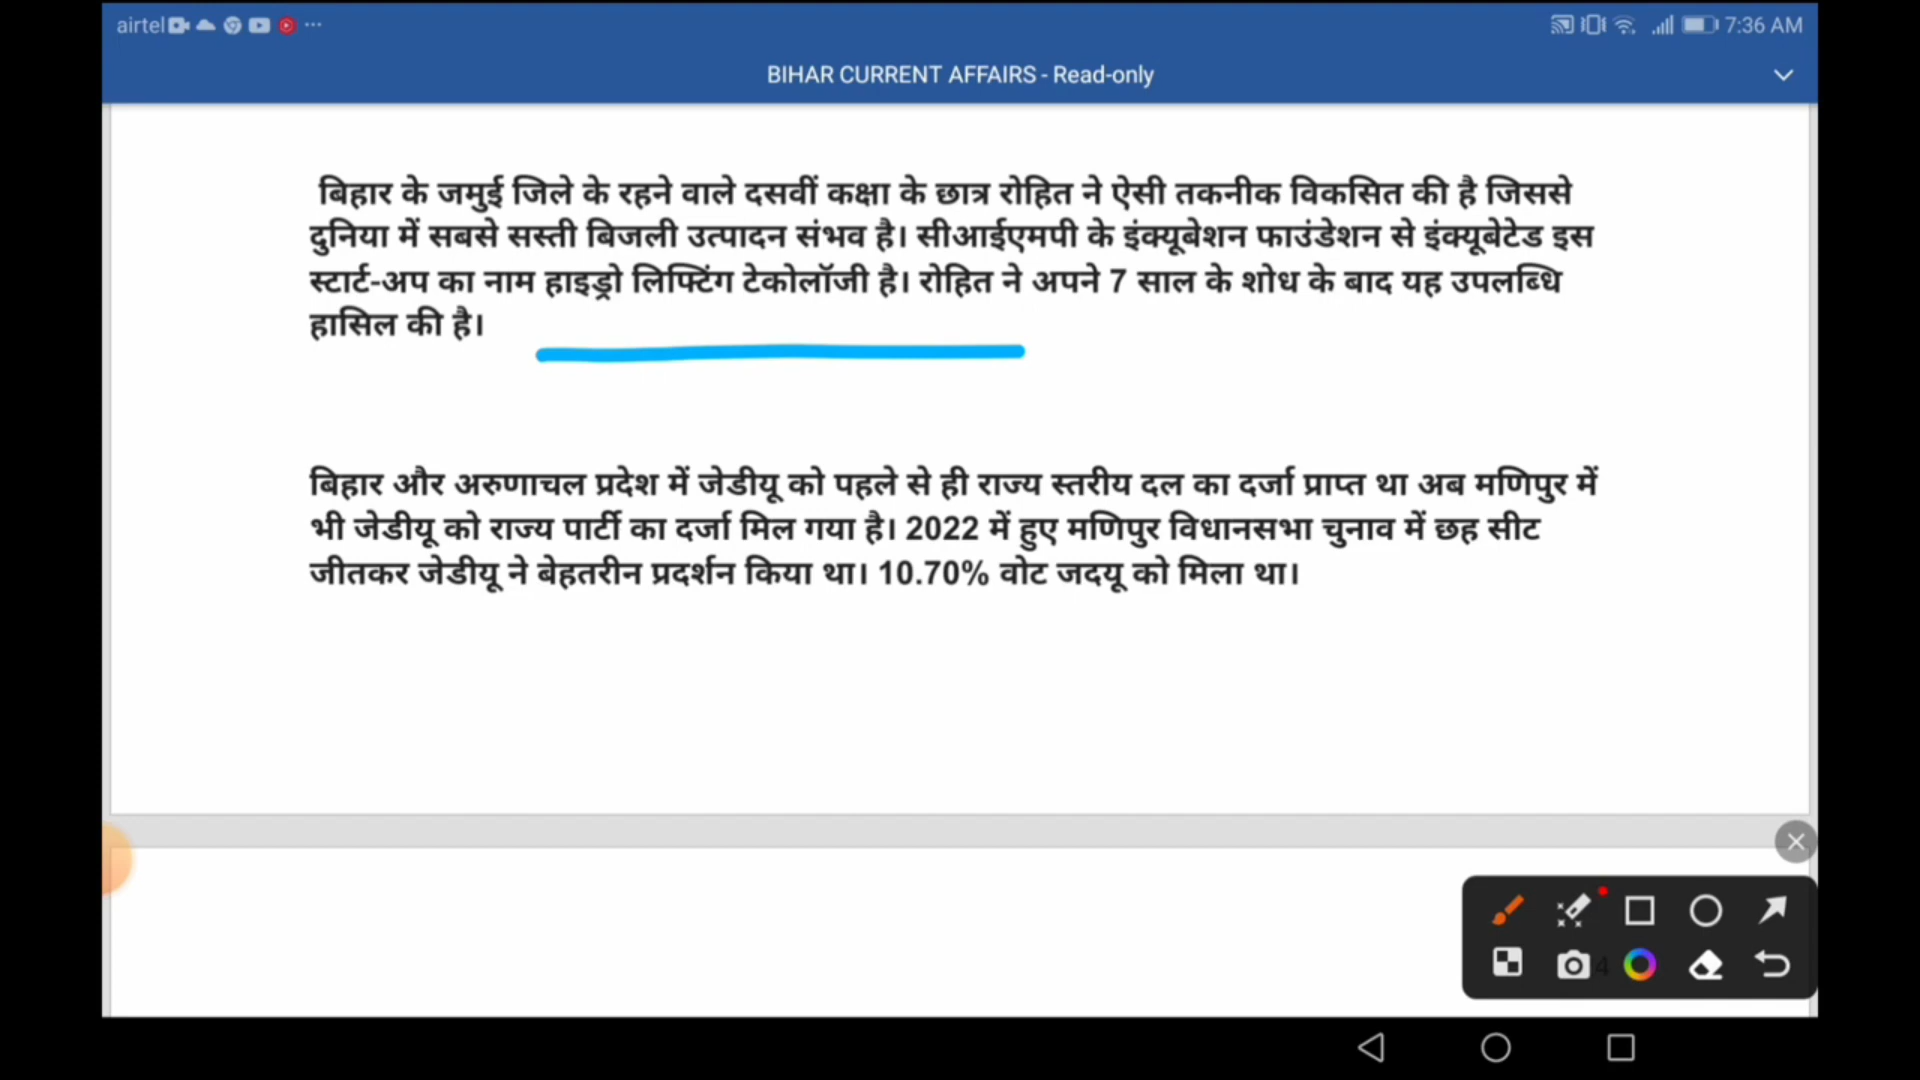 airtel
7:36 AM
BIHAR CURRENT AFFAIRS - Read-only
बिहार के जमुई जिले के रहने वाले दसवीं कक्षा के छात्र रोहित ने ऐसी तकनीक विकसित की है जिससे
दुनिया में सबसे सस्ती बिजली उत्पादन संभव है। सीआईएमपी के इंक्यूबेशन फाउंडेशन से इंक्यूबेटेड इस
स्टार्ट-अप का नाम हाइड्रो लिफ्टिंग टेकोलॉजी है। रोहित ने अपने 7 साल के शोध के बाद यह उपलब्धि
हासिल की है।
बिहार और अरुणाचल प्रदेश में जेडीयू को पहले से ही राज्य स्तरीय दल का दर्जा प्राप्त था अब मणिपुर में
भी जेडीयू को राज्य पार्टी का दर्जा मिल गया है। 2022 में हुए मणिपुर विधानसभा चुनाव में छह सीट
जीतकर जेडीयू ने बेहतरीन प्रदर्शन किया था। 10.70% वोट जदयू को मिला था।
4